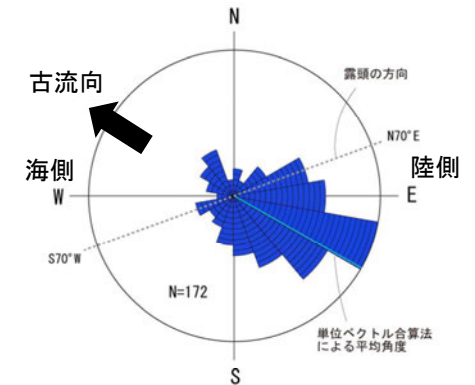 N
古流向
露頭の方向
N70°E
海側
陸側
W
E
S70°W
N=172
単位ベクトル合算法
による平均角度
S